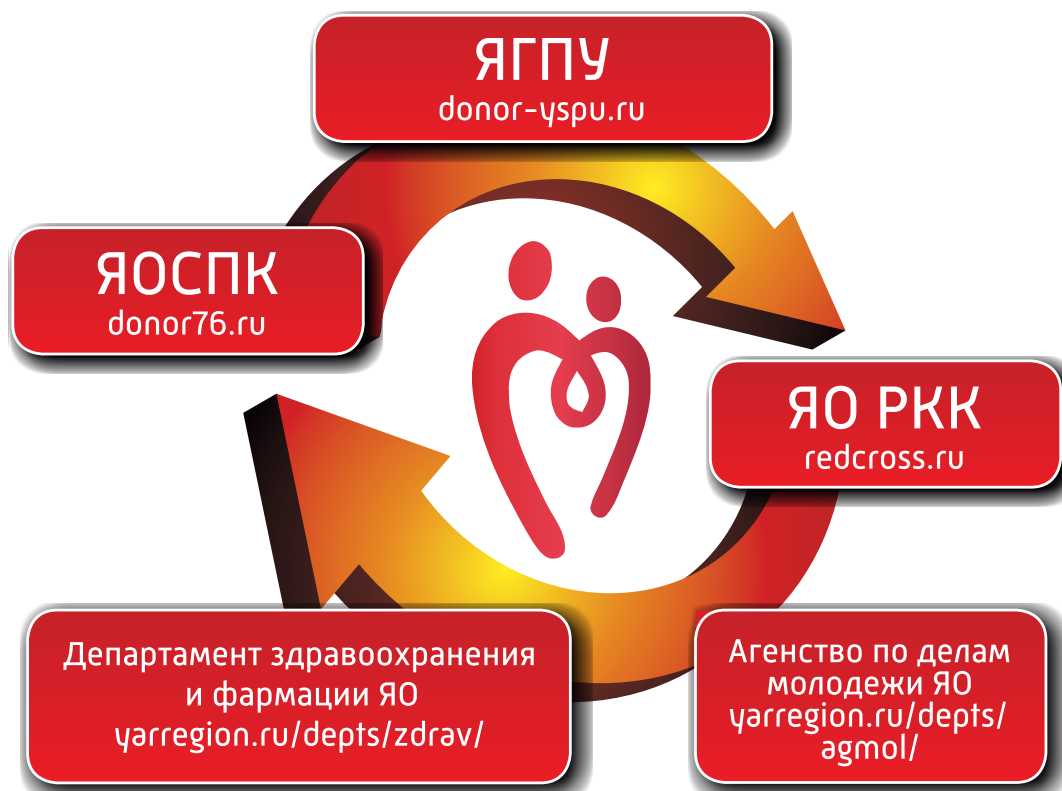 ЯГПУ
donor-yspu.ru
ЯОСПК
donor76.ru
ЯО РКК
redcross.ru
Департамент здравоохранения
и фармации ЯО
yarregion.ru/depts/zdrav/
Агенство по делам
молодежи ЯО
yarregion.ru/depts/
agmol/